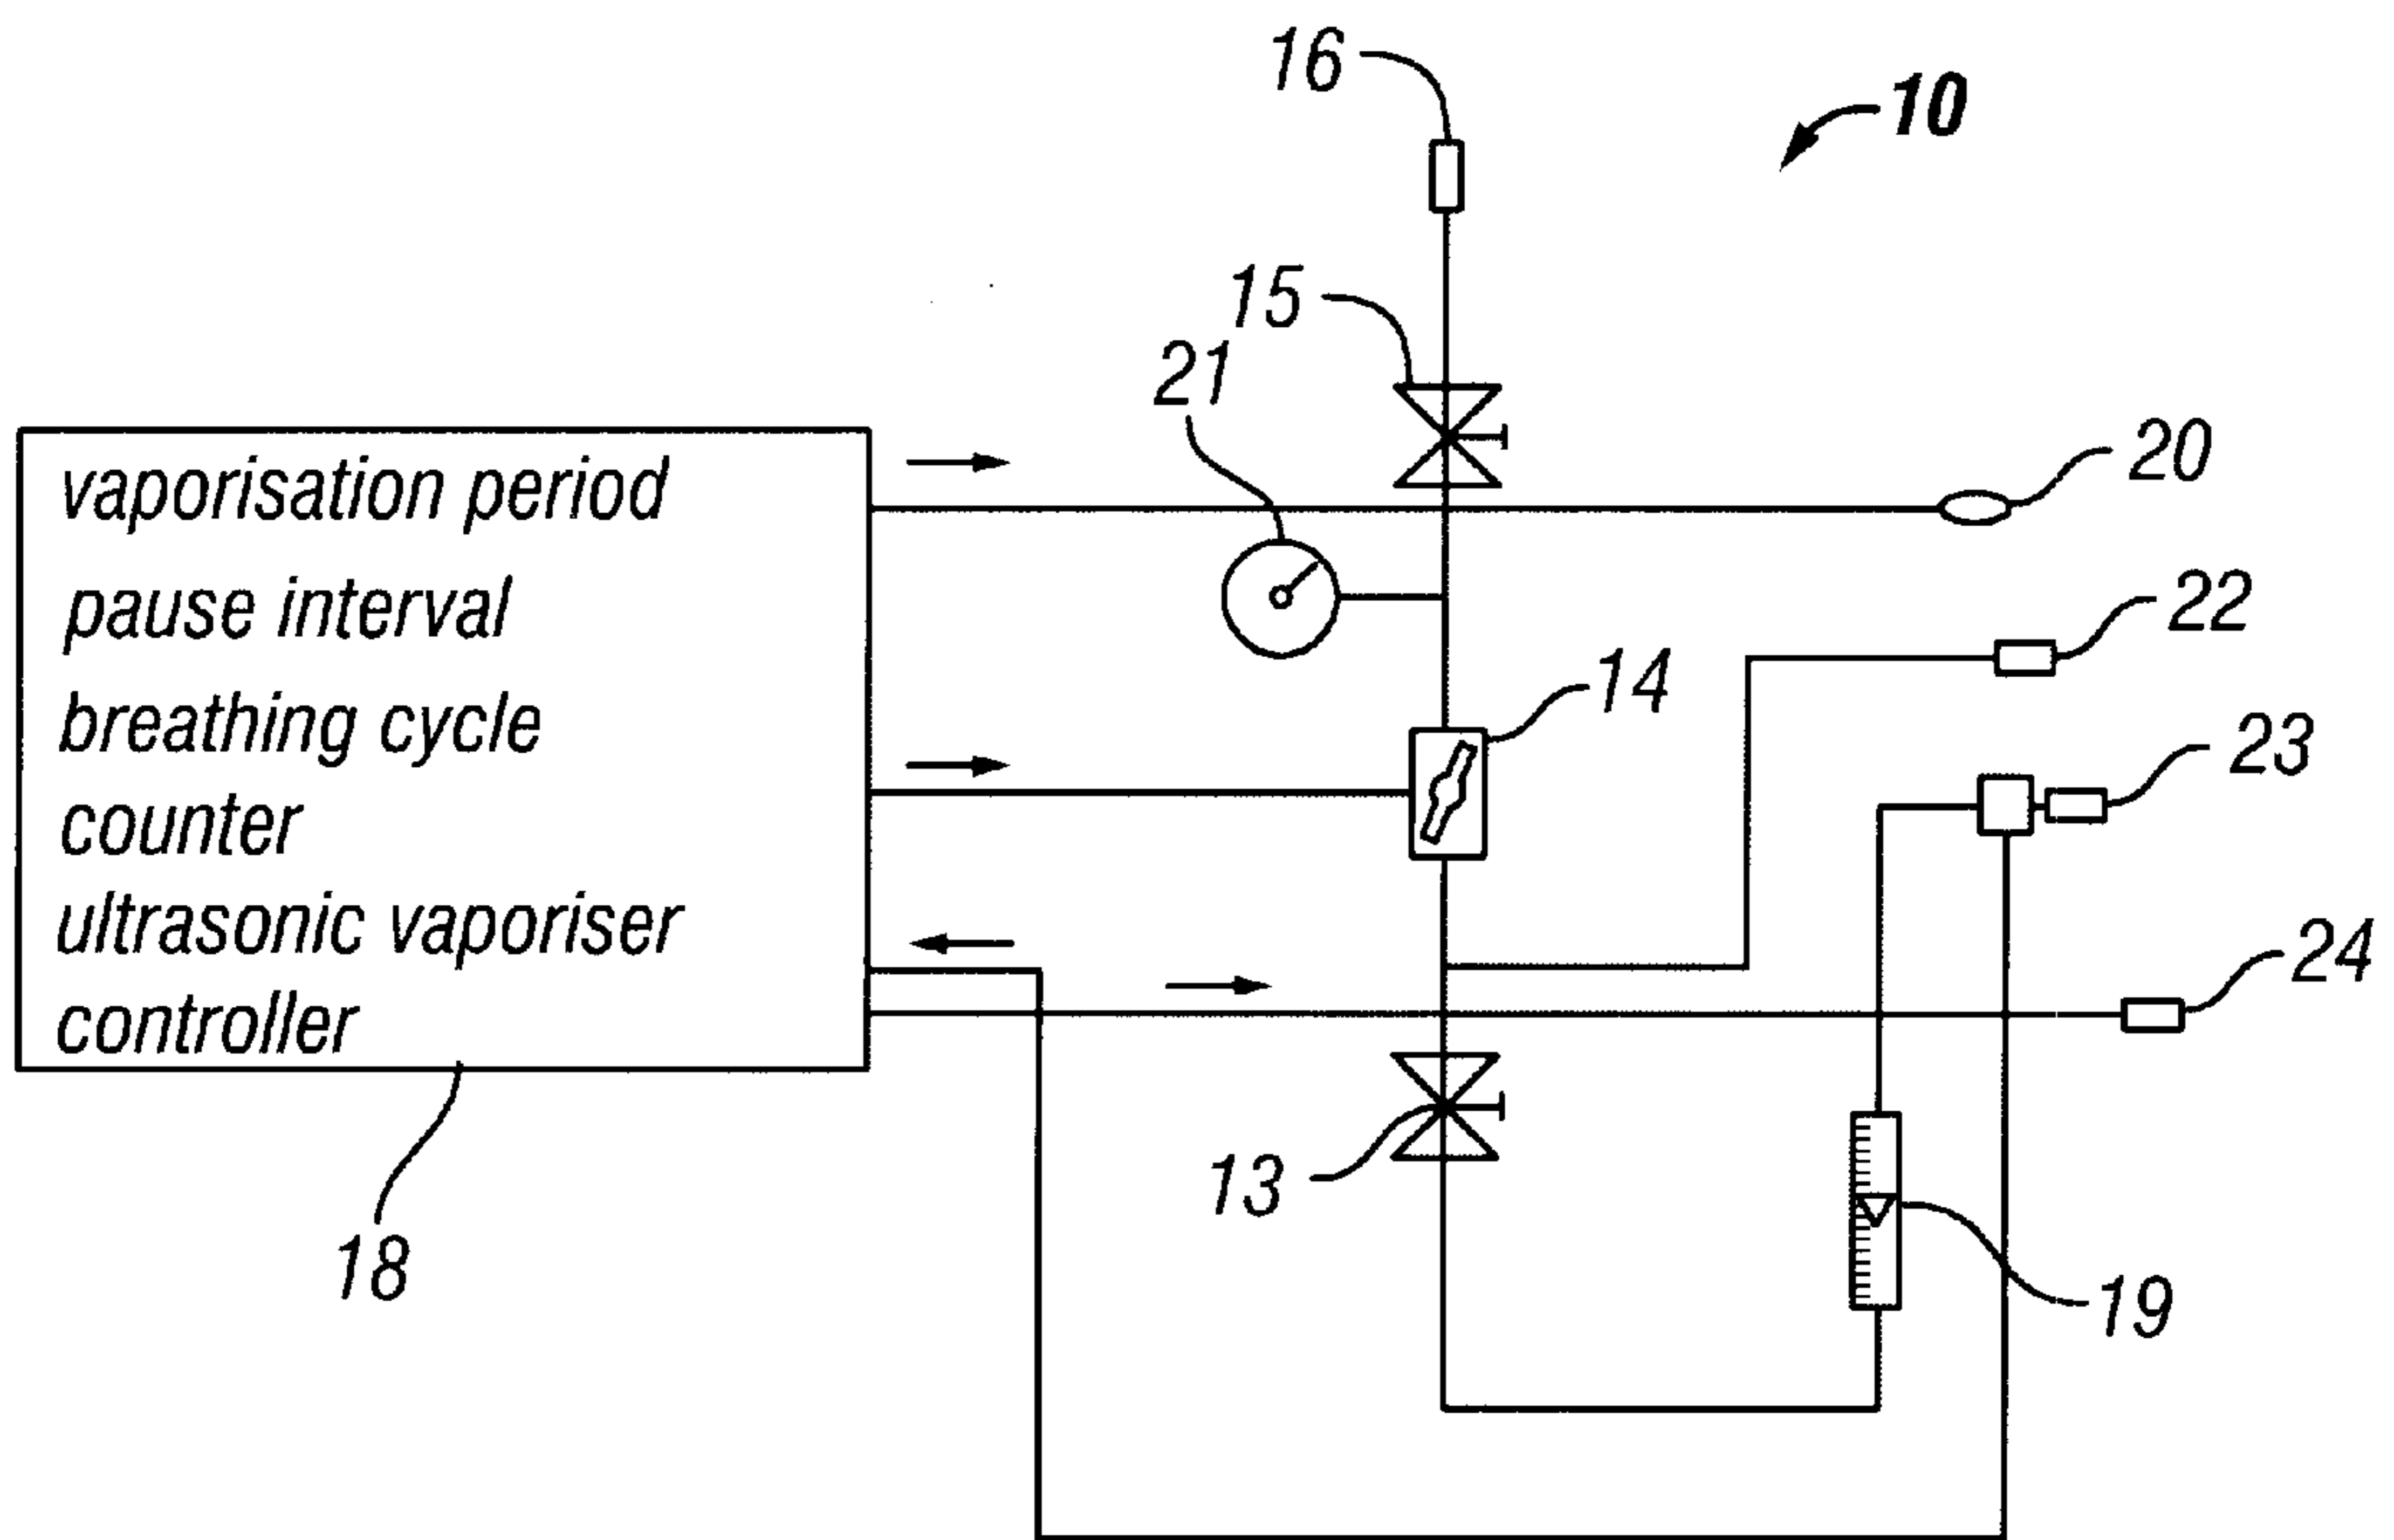 16
10
15
21
20
vaporisation period
pause interval
22
14
breathing cycle
23
counter
ultrasonic vaporiser
24
controller
13
18
19